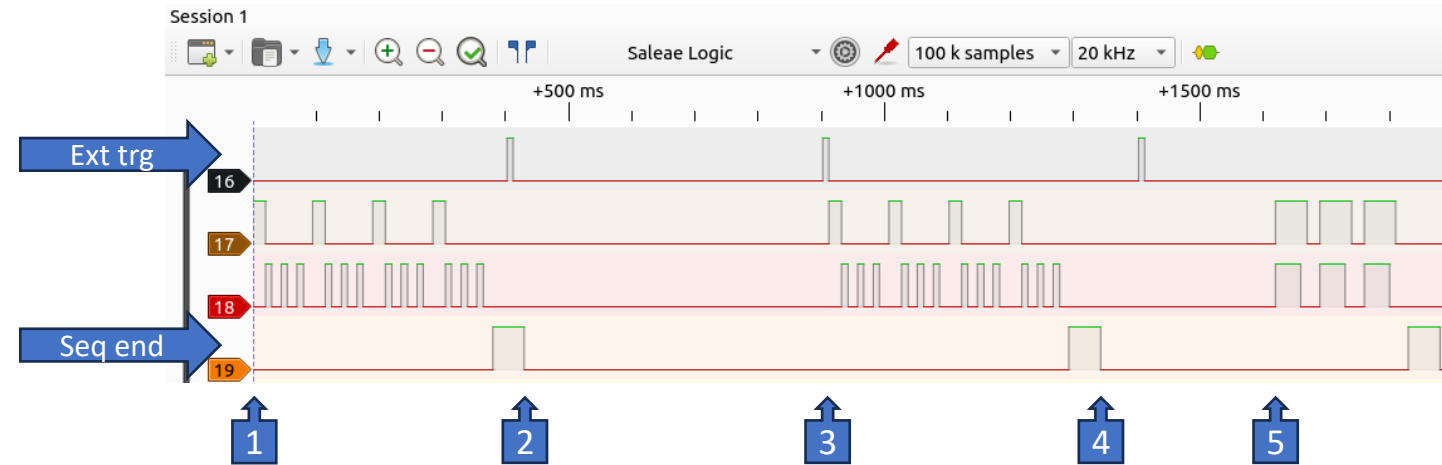 Session 1
Saleae Logic 100 k samples 20 kHz
+500 ms +1000 ms +1500 ms
Ext trg
16
17
18
Seq end
19
1 2 3 4 5